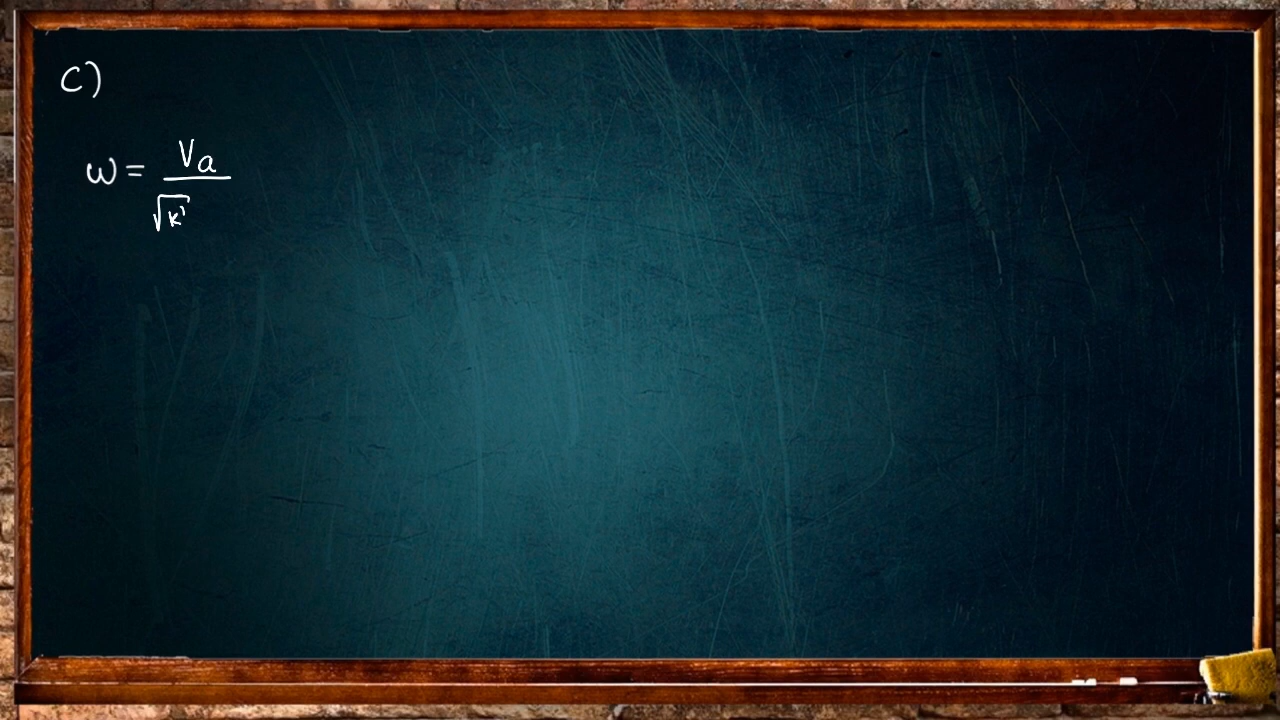 C)
ω = Va / √K